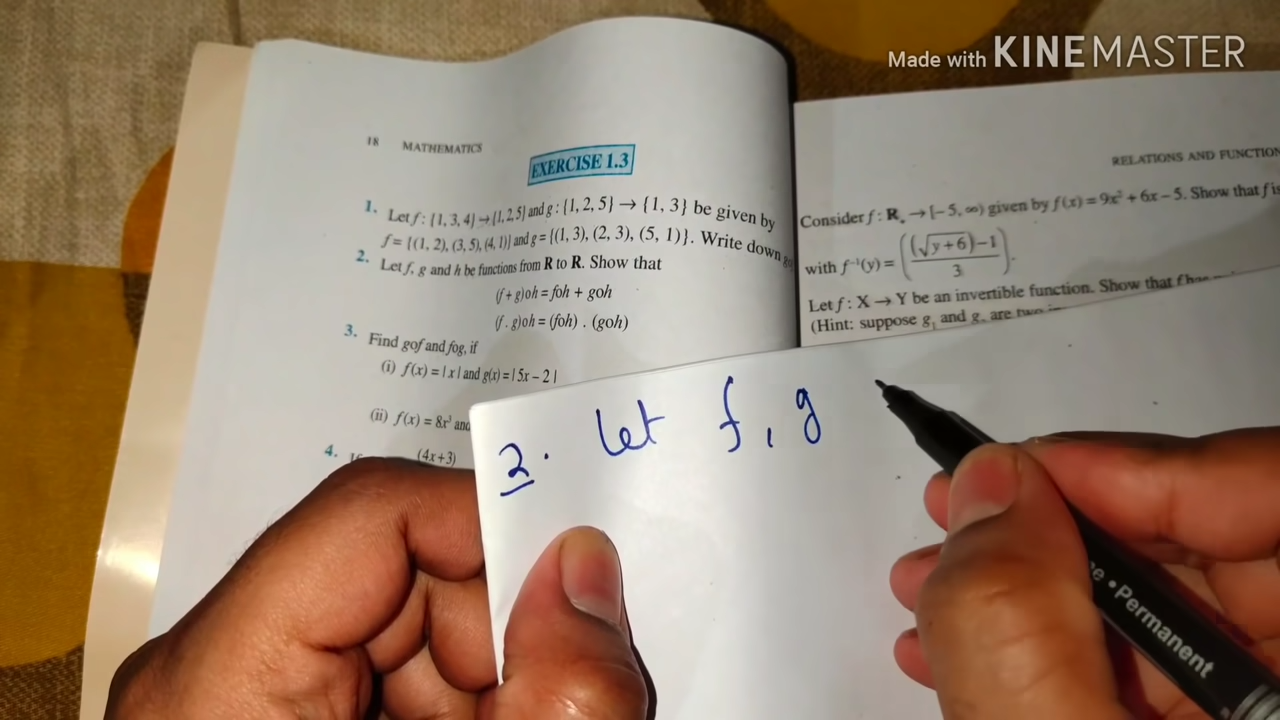 Made with KINEMASTER
18 MATHEMATICS
EXERCISE 1.3
1. Let f : {1, 3, 4} → {1, 2, 5} and g : {1, 2, 5} → {1, 3} be given by
f = {(1, 2), (3, 5), (4, 1)} and g = {(1, 3), (2, 3), (5, 1)}. Write down
2. Let f, g and h be functions from R to R. Show that
(f + g)oh = foh + goh
(f . g)oh = (foh) . (goh)
3. Find gof and fog, if
(i) f(x) = | x | and g(x) = | 5x – 2 |
(ii) f(x) = 8x³ and
4. (4x+3)
RELATIONS AND FUNCTION
Consider f : R₊ → [– 5, ∞) given by f(x) = 9x² + 6x – 5. Show that f is
with f⁻¹(y) = ((√y+6)–1 / 3).
Let f : X → Y be an invertible function. Show that f has
(Hint: suppose g₁ and g are two
2. Let f, g
e • Permanent